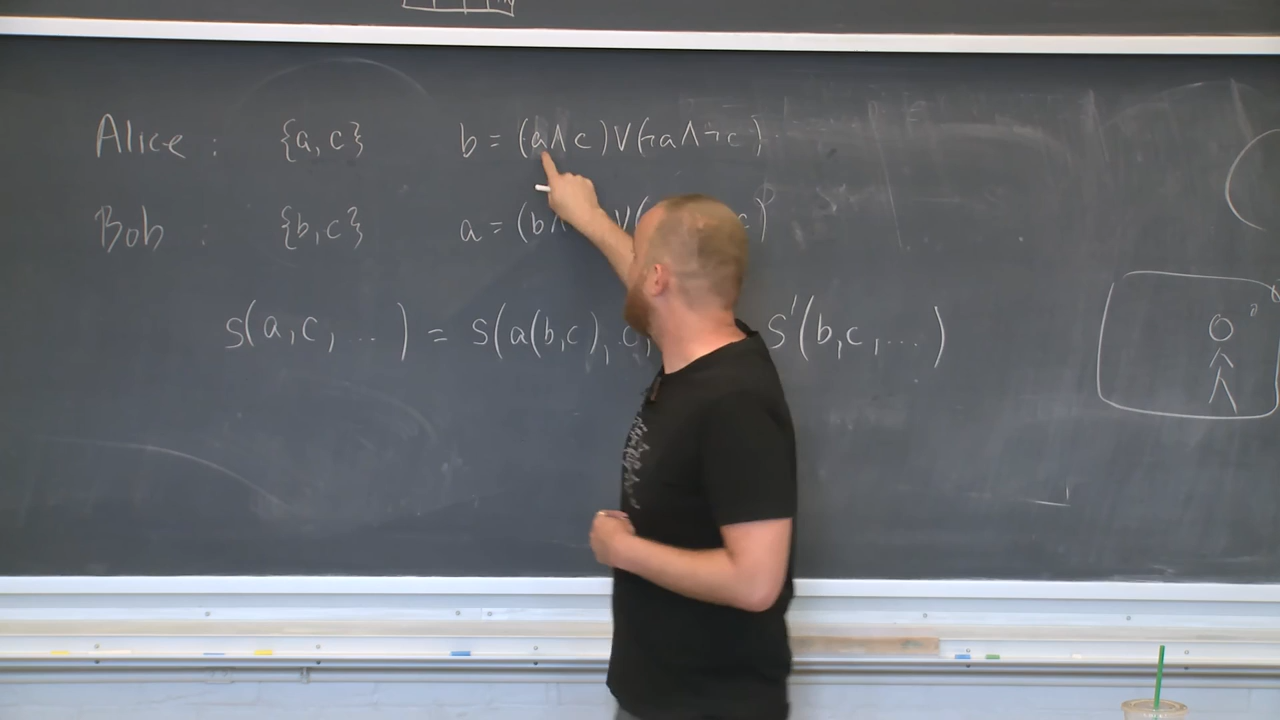 Alice : {a,c} b = (a∧c)∨(¬a∧¬c)
Bob : {b,c} a = (b∧ ∨( c)
s(a,c,...) = s(a(b,c), c, s'(b,c,...)